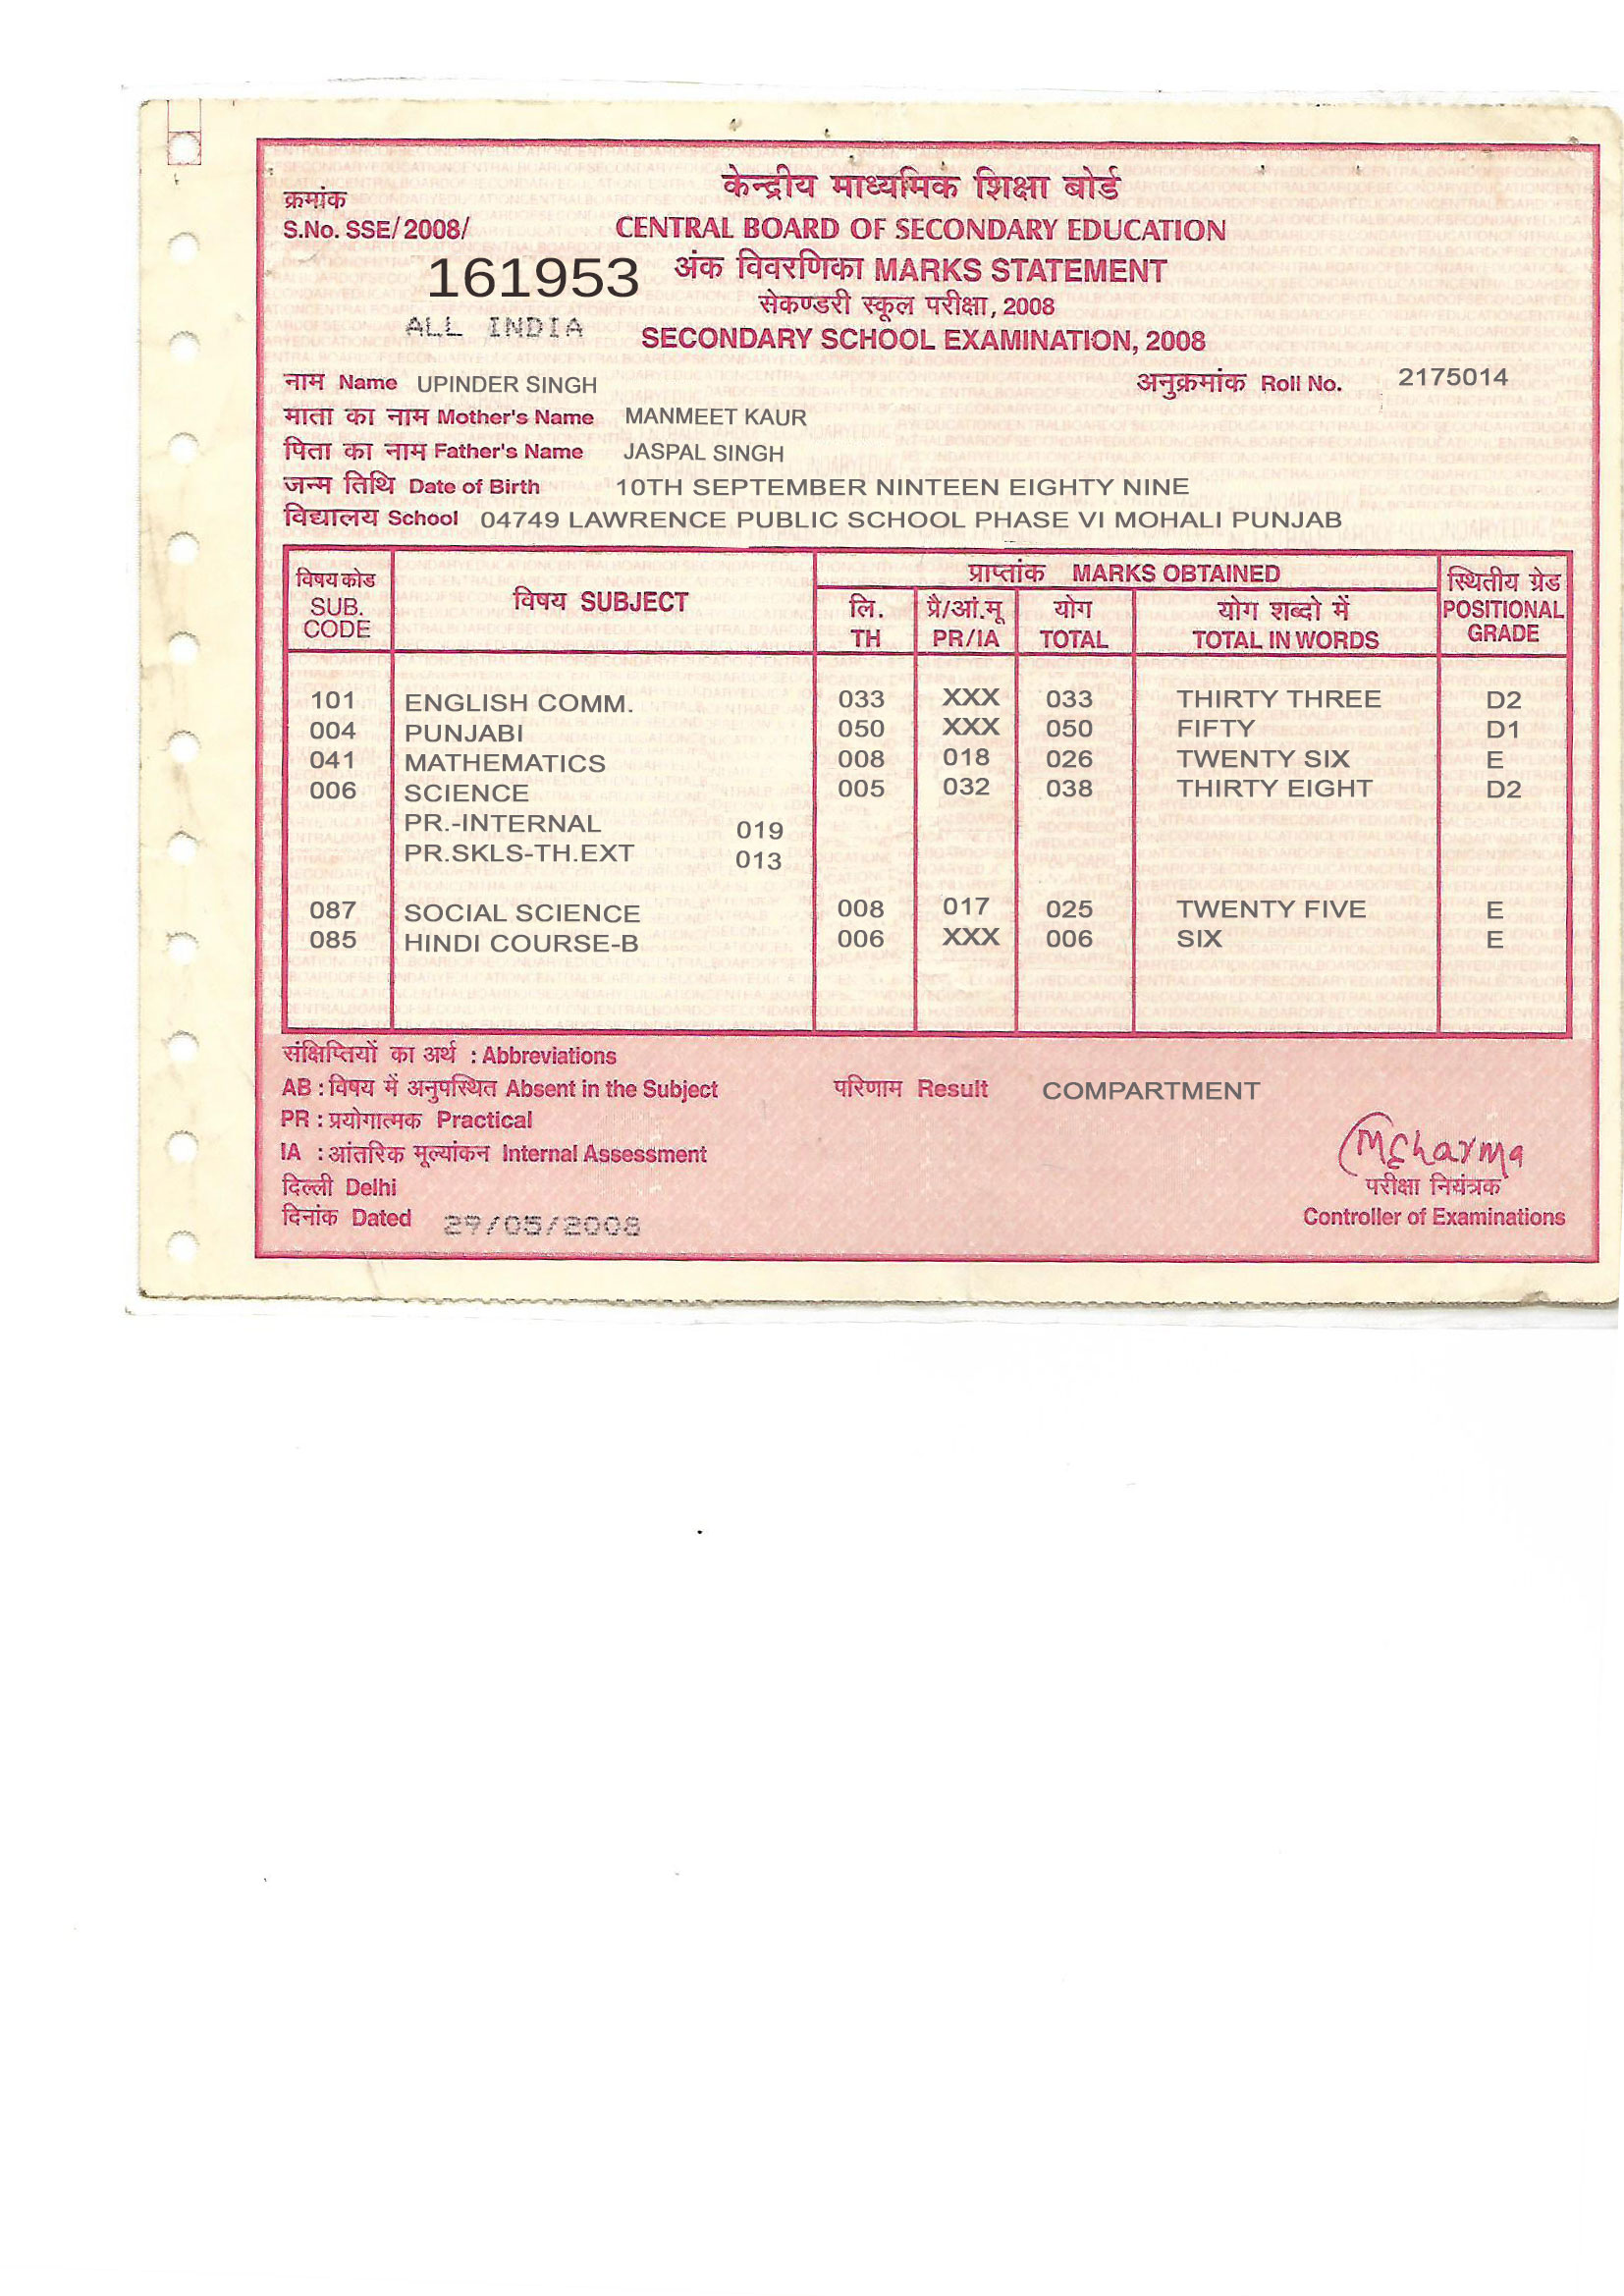 केन्द्रीय माध्यमिक शिक्षा बोर्ड
क्रमांक
S.No. SSE/2008/
CENTRAL BOARD OF SECONDARY EDUCATION
161953
अंक विवरणिका MARKS STATEMENT
सेकण्डरी स्कूल परीक्षा, 2008
ALL INDIA
SECONDARY SCHOOL EXAMINATION, 2008
नाम Name UPINDER SINGH अनुक्रमांक Roll No. 2175014
माता का नाम Mother's Name MANMEET KAUR
पिता का नाम Father's Name JASPAL SINGH
जन्म तिथि Date of Birth 10TH SEPTEMBER NINTEEN EIGHTY NINE
विद्यालय School 04749 LAWRENCE PUBLIC SCHOOL PHASE VI MOHALI PUNJAB
विषय कोड
SUB.
CODE
विषय SUBJECT
प्राप्तांक MARKS OBTAINED
लि.
TH
प्रै/आं.मू
PR/IA
योग
TOTAL
योग शब्दो में
TOTAL IN WORDS
स्थितीय ग्रेड
POSITIONAL
GRADE
101 ENGLISH COMM. 033 XXX 033 THIRTY THREE D2
004 PUNJABI 050 XXX 050 FIFTY D1
041 MATHEMATICS 008 018 026 TWENTY SIX E
006 SCIENCE 005 032 038 THIRTY EIGHT D2
PR.-INTERNAL 019
PR.SKLS-TH.EXT 013
087 SOCIAL SCIENCE 008 017 025 TWENTY FIVE E
085 HINDI COURSE-B 006 XXX 006 SIX E
संक्षिप्तियों का अर्थ : Abbreviations
AB : विषय में अनुपस्थित Absent in the Subject
परिणाम Result COMPARTMENT
PR : प्रयोगात्मक Practical
IA : आंतरिक मूल्यांकन Internal Assessment
MSharma
दिल्ली Delhi
परीक्षा नियंत्रक
दिनांक Dated 29/05/2008
Controller of Examinations